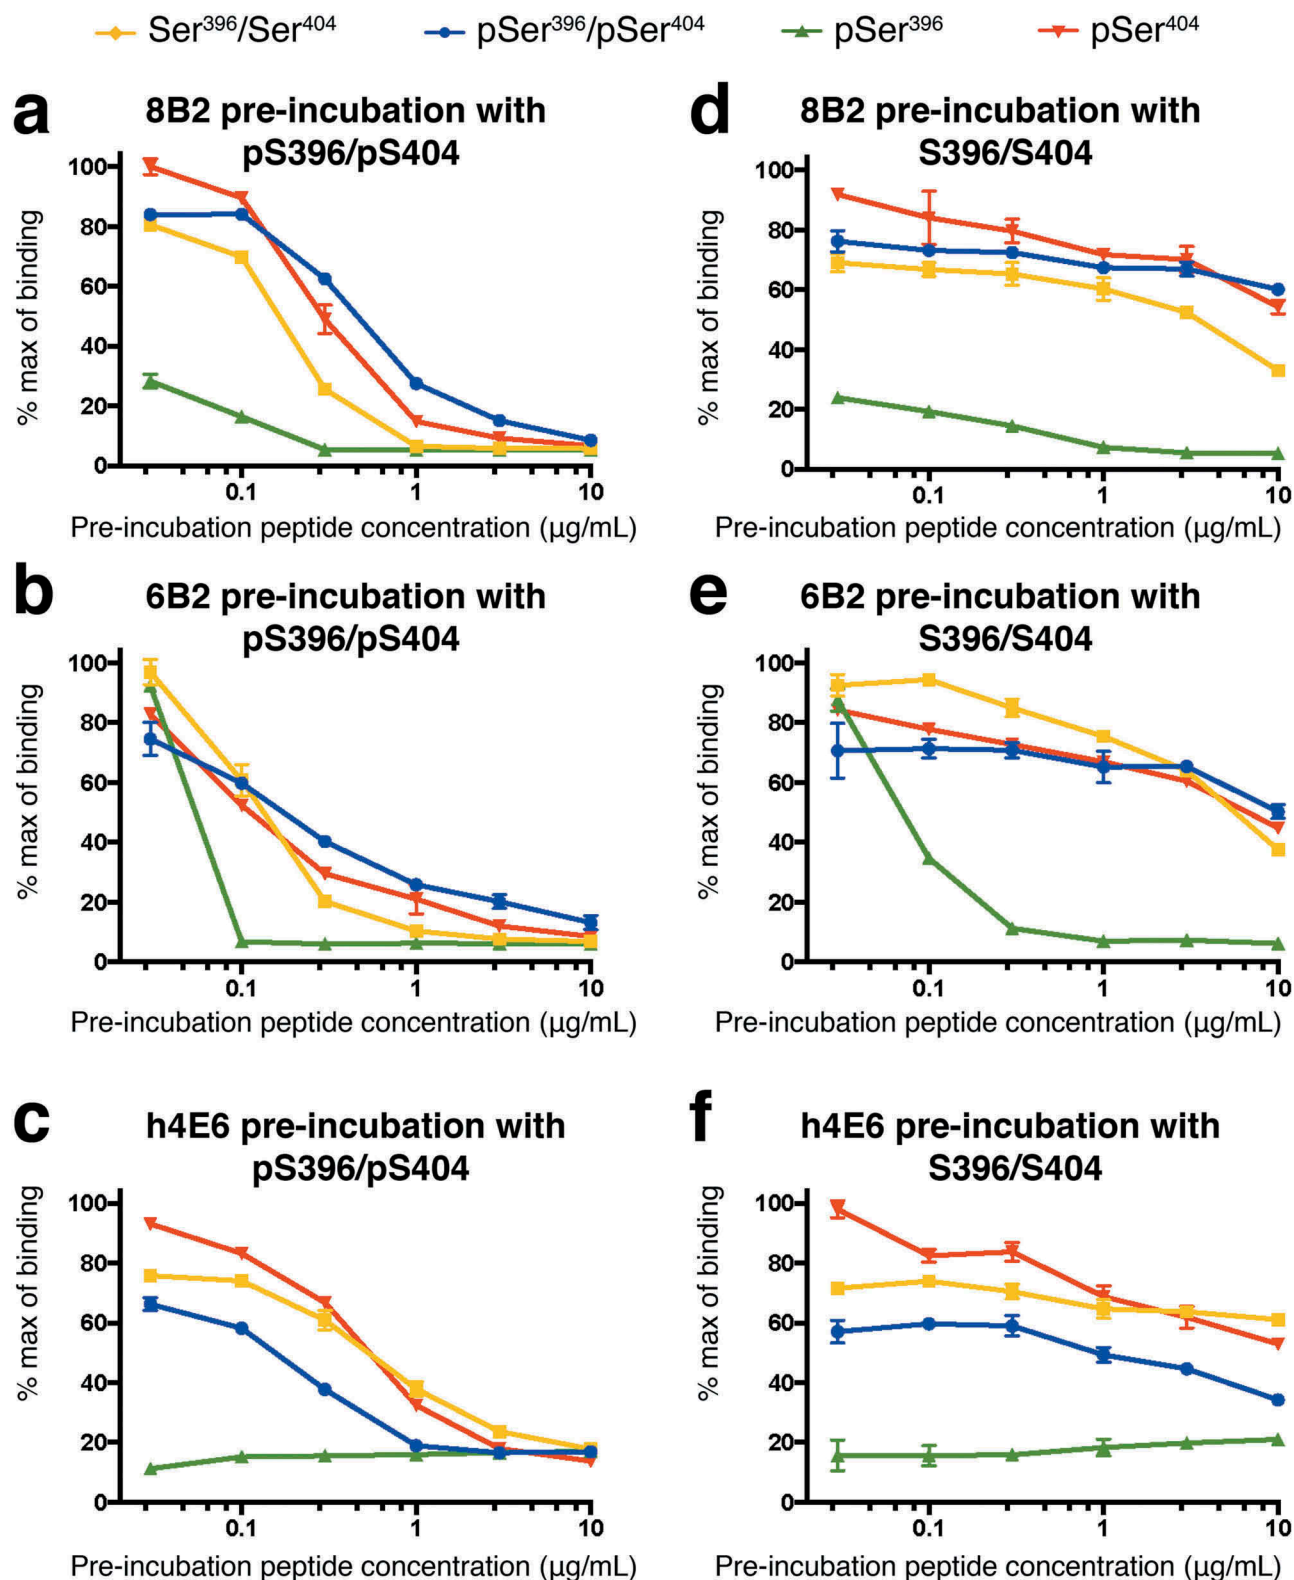 Ser³⁹⁶/Ser⁴⁰⁴ pSer³⁹⁶/pSer⁴⁰⁴ pSer³⁹⁶ pSer⁴⁰⁴
a
8B2 pre-incubation with
pS396/pS404
% max of binding
100
80
60
40
20
0
0.1 1 10
Pre-incubation peptide concentration (µg/mL)
d
8B2 pre-incubation with
S396/S404
% max of binding
100
80
60
40
20
0
0.1 1 10
Pre-incubation peptide concentration (µg/mL)
b
6B2 pre-incubation with
pS396/pS404
% max of binding
100
80
60
40
20
0
0.1 1 10
Pre-incubation peptide concentration (µg/mL)
e
6B2 pre-incubation with
S396/S404
% max of binding
100
80
60
40
20
0
0.1 1 10
Pre-incubation peptide concentration (µg/mL)
c
h4E6 pre-incubation with
pS396/pS404
% max of binding
100
80
60
40
20
0
0.1 1 10
Pre-incubation peptide concentration (µg/mL)
f
h4E6 pre-incubation with
S396/S404
% max of binding
100
80
60
40
20
0
0.1 1 10
Pre-incubation peptide concentration (µg/mL)